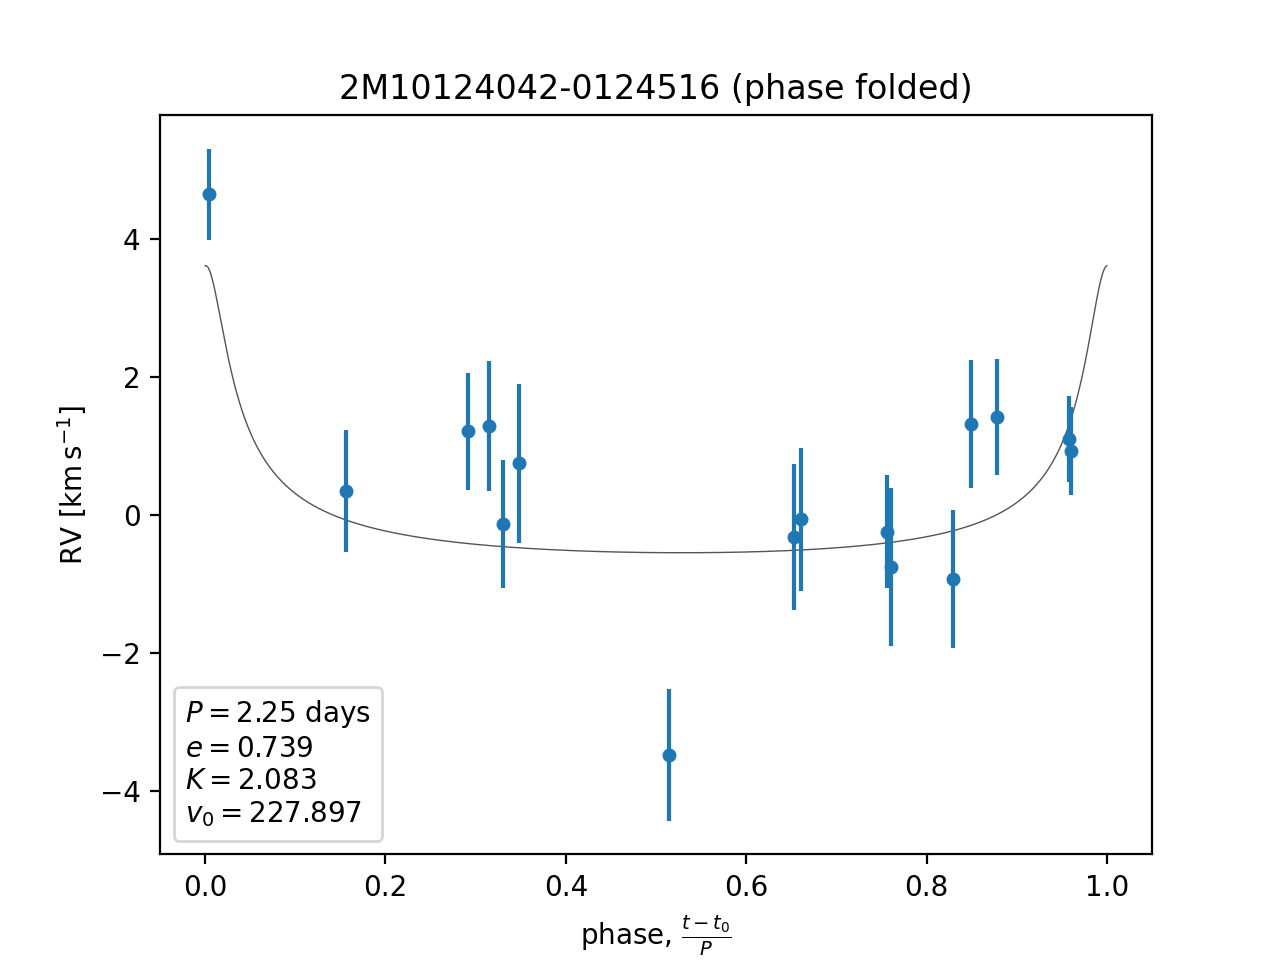 2M10124042-0124516 (phase folded)
RV [km s⁻¹]
4
2
0
−2
−4
P = 2.25 days
e = 0.739
K = 2.083
v₀ = 227.897
0.0 0.2 0.4 0.6 0.8 1.0
phase, (t − t₀)/P